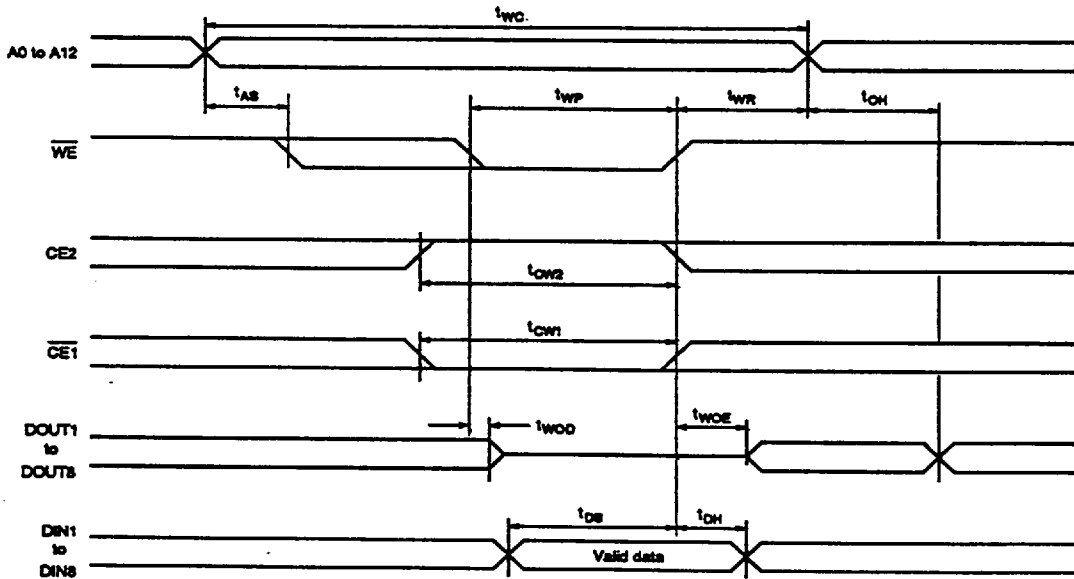 tWC.
A0 to A12
tAS
tWP
tWR
tOH
WE
CE2
tCW2
tCW1
CE1
DOUT1
to
DOUT8
tWOD
tWOE
DIN1
to
DIN8
tDS
tDH
Valid data